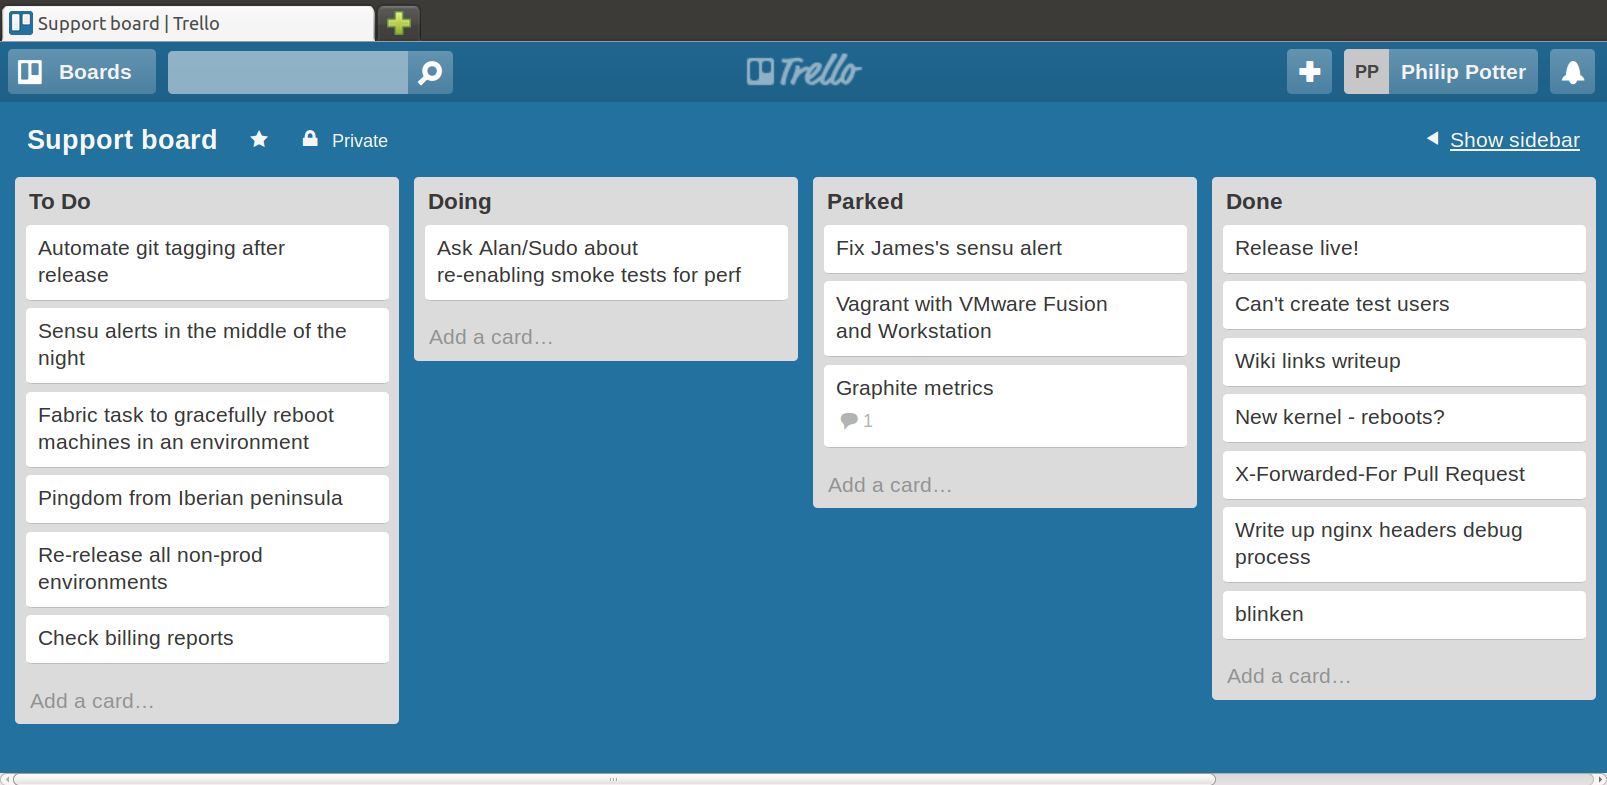 Support board | Trello
Boards
Trello
PP
Philip Potter
Support board
Private
Show sidebar
To Do
Automate git tagging after
release
Sensu alerts in the middle of the
night
Fabric task to gracefully reboot
machines in an environment
Pingdom from Iberian peninsula
Re-release all non-prod
environments
Check billing reports
Add a card…
Doing
Ask Alan/Sudo about
re-enabling smoke tests for perf
Add a card…
Parked
Fix James's sensu alert
Vagrant with VMware Fusion
and Workstation
Graphite metrics
1
Add a card…
Done
Release live!
Can't create test users
Wiki links writeup
New kernel - reboots?
X-Forwarded-For Pull Request
Write up nginx headers debug
process
blinken
Add a card…